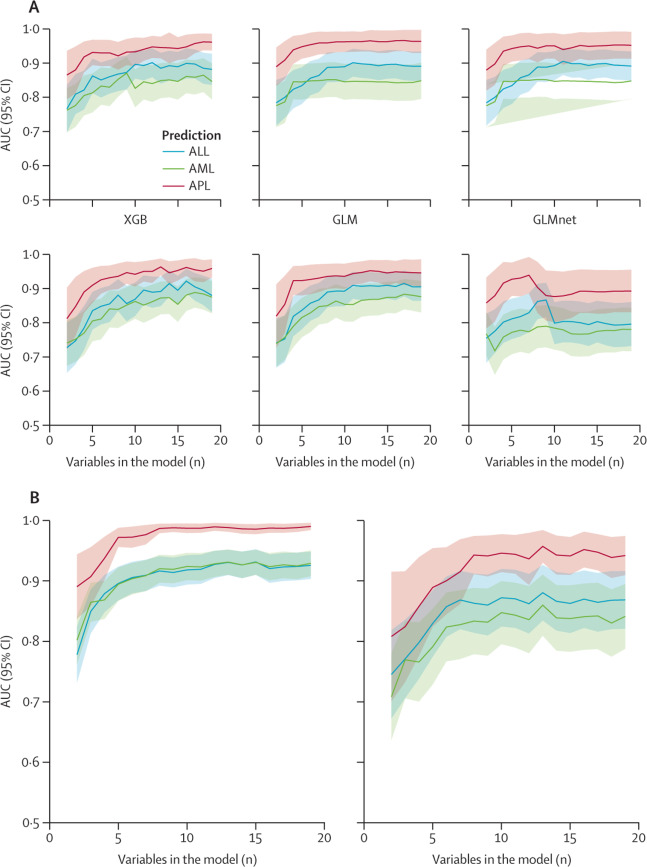 A
AUC (95% CI)
1·0
0·9
0·8
0·7
0·6
0·5
Prediction
ALL
AML
APL
XGB
GLM
GLMnet
AUC (95% CI)
1·0
0·9
0·8
0·7
0·6
0·5
0 5 10 15 20
0 5 10 15 20
0 5 10 15 20
Variables in the model (n)
Variables in the model (n)
Variables in the model (n)
B
AUC (95% CI)
1·0
0·9
0·8
0·7
0·6
0·5
0 5 10 15 20
0 5 10 15 20
Variables in the model (n)
Variables in the model (n)